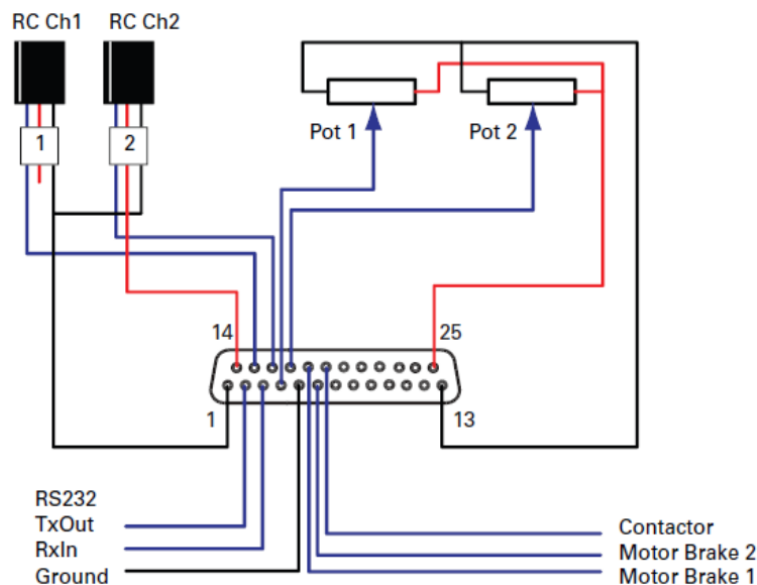 RC Ch1 RC Ch2
1 2
Pot 1 Pot 2
14 25
1 13
RS232
TxOut
RxIn
Ground
Contactor
Motor Brake 2
Motor Brake 1